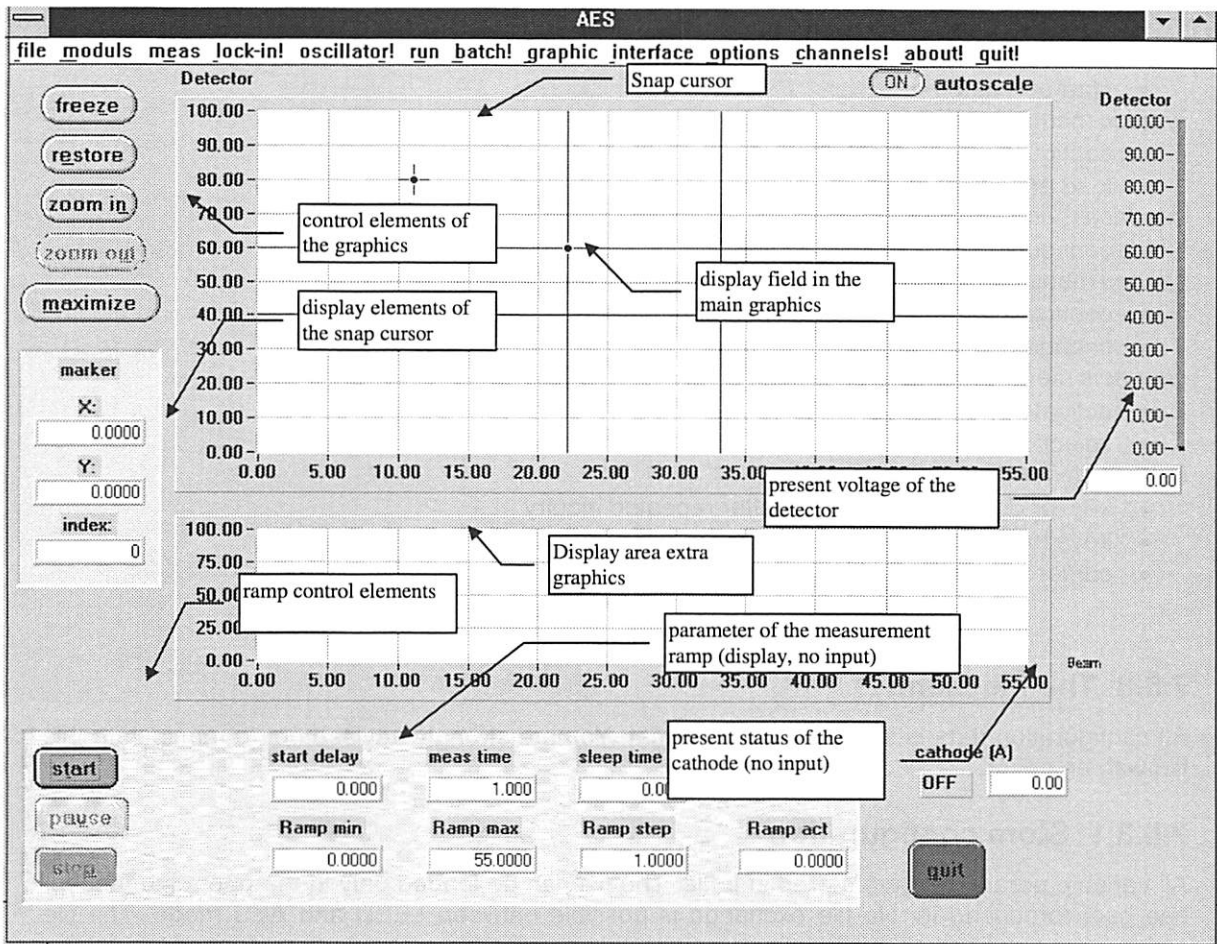 AES
file moduls meas lock-in! oscillator! run batch! graphic interface options channels! about! quit!
Detector
Snap cursor
ON autoscale
Detector
freeze
restore
zoom in
zoom out
maximize
100.00
90.00
80.00
70.00
60.00
50.00
40.00
30.00
20.00
10.00
0.00
0.00 5.00 10.00 15.00 20.00 25.00 30.00 35.00 40.00 45.00 50.00 55.00
control elements of
the graphics
display field in the
main graphics
display elements of
the snap cursor
100.00
90.00
80.00
70.00
60.00
50.00
40.00
30.00
20.00
10.00
0.00
0.00
marker
X:
0.0000
Y:
0.0000
index:
0
present voltage of the
detector
100.00
75.00
50.00
25.00
0.00
0.00 5.00 10.00 15.00 20.00 25.00 30.00 35.00 40.00 45.00 50.00 55.00
Display area extra
graphics
ramp control elements
parameter of the measurement
ramp (display, no input)
Beam
present status of the
cathode (no input)
start
pause
stop
start delay meas time sleep time
0.000 1.000 0.00
Ramp min Ramp max Ramp step Ramp act
0.0000 55.0000 1.0000 0.0000
cathode (A)
OFF 0.00
quit